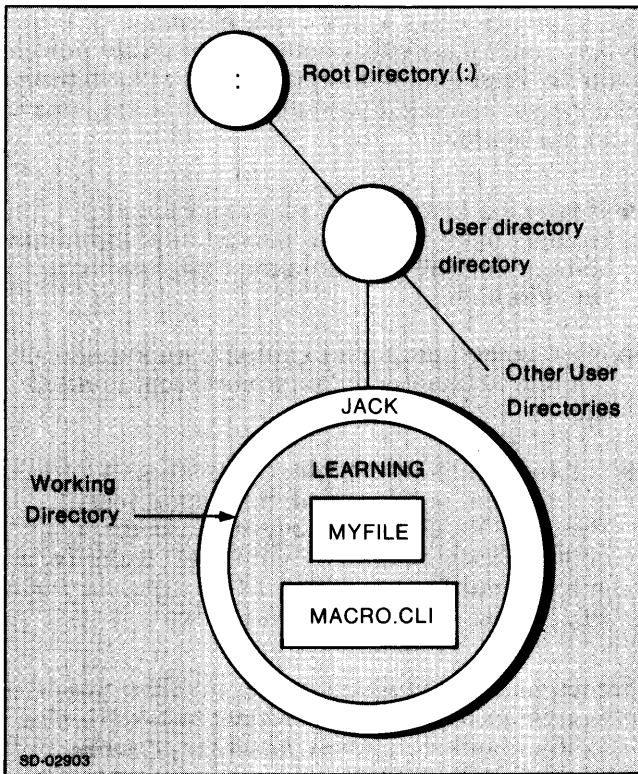 :
Root Directory (:)
User directory
directory
Other User
Directories
JACK
LEARNING
Working
Directory
MYFILE
MACRO.CLI
SD-02903